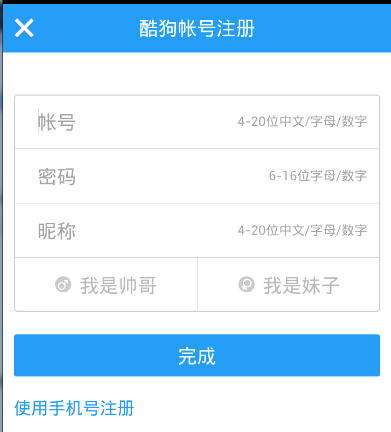 酷狗帐号注册
帐号 4-20位中文/字母/数字
密码 6-16位字母/数字
昵称 4-20位中文/字母/数字
我是帅哥 我是妹子
完成
使用手机号注册